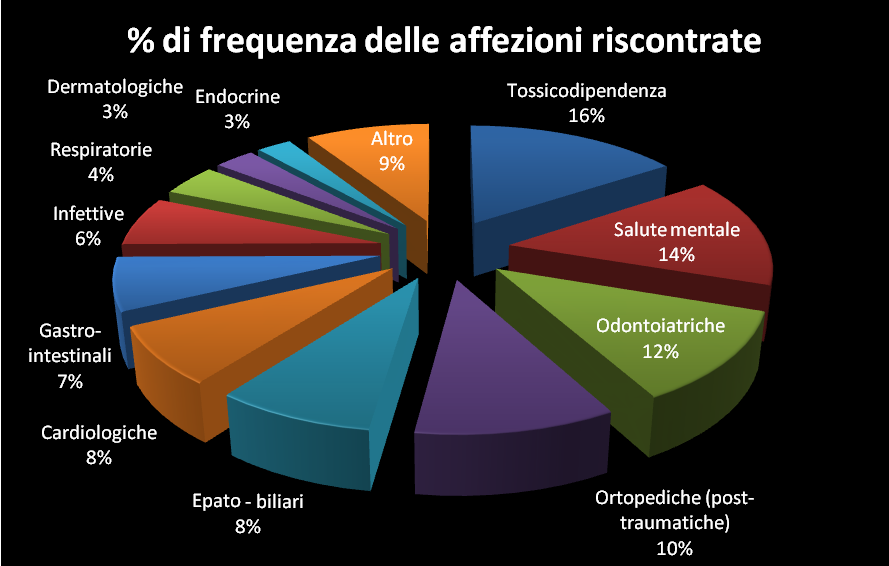 % di frequenza delle affezioni riscontrate
Tossicodipendenza
16%
Salute mentale
14%
Odontoiatriche
12%
Ortopediche (post-
traumatiche)
10%
Epato - biliari
8%
Cardiologiche
8%
Gastro-
intestinali
7%
Infettive
6%
Respiratorie
4%
Dermatologiche
3%
Endocrine
3%
Altro
9%